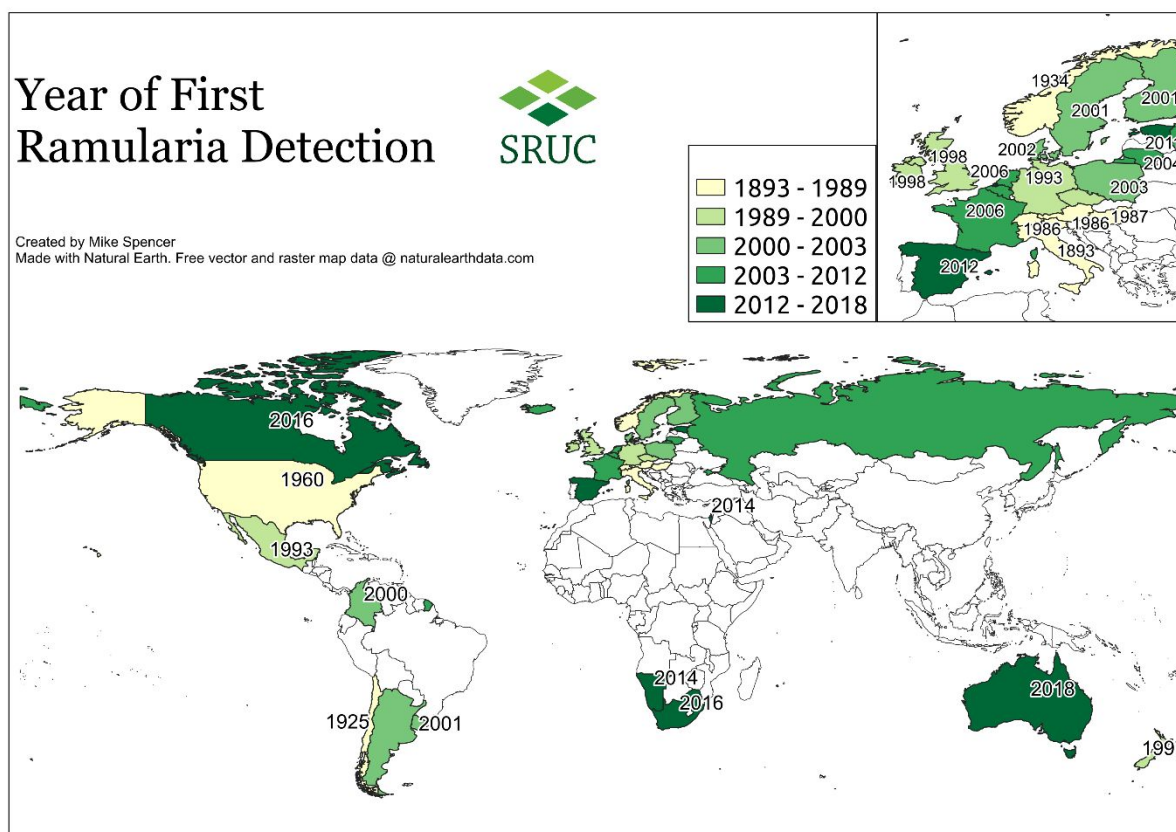 Year of First
Ramularia Detection
SRUC
Created by Mike Spencer
Made with Natural Earth. Free vector and raster map data @ naturalearthdata.com
1893 - 1989
1989 - 2000
2000 - 2003
2003 - 2012
2012 - 2018
1934
2001
2001
2002
1998
1998
2006
1993
2004
2003
2006
1986
1986
1987
1893
2012
2016
1960
1993
2000
1925
2001
2014
2014
2016
2018